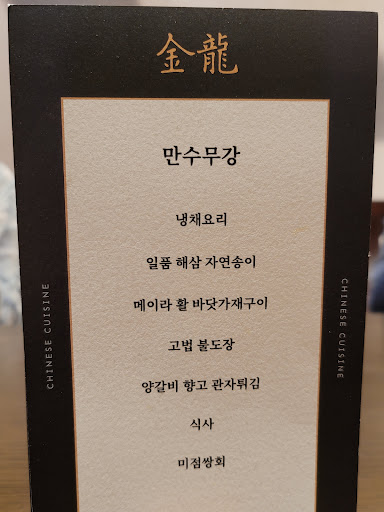 金龍
만수무강
냉채요리
일품 해삼 자연송이
메이라 활 바닷가재구이
고법 불도장
양갈비 향고 관자튀김
식사
미점쌍회
CHINESE CUISINE
CHINESE CUISINE